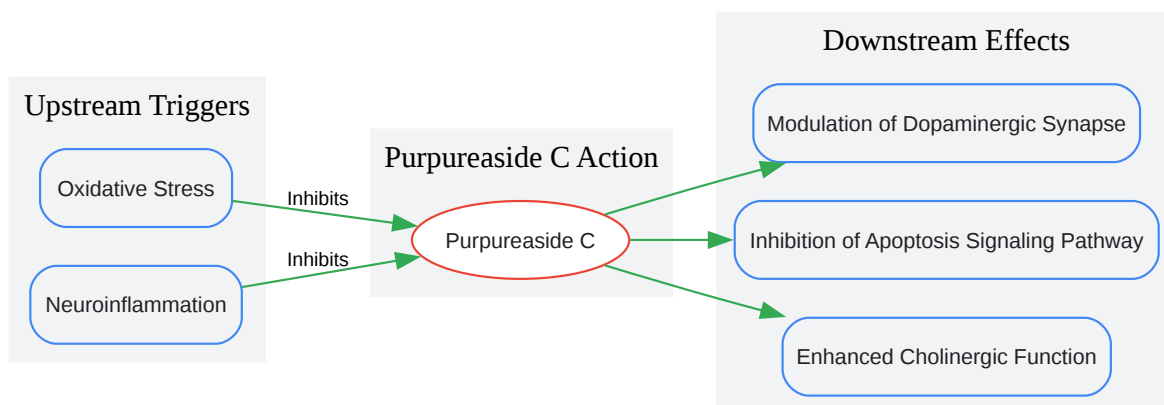 Upstream Triggers
Oxidative Stress
Neuroinflammation
Inhibits
Inhibits
Purpureaside C Action
Purpureaside C
Downstream Effects
Modulation of Dopaminergic Synapse
Inhibition of Apoptosis Signaling Pathway
Enhanced Cholinergic Function